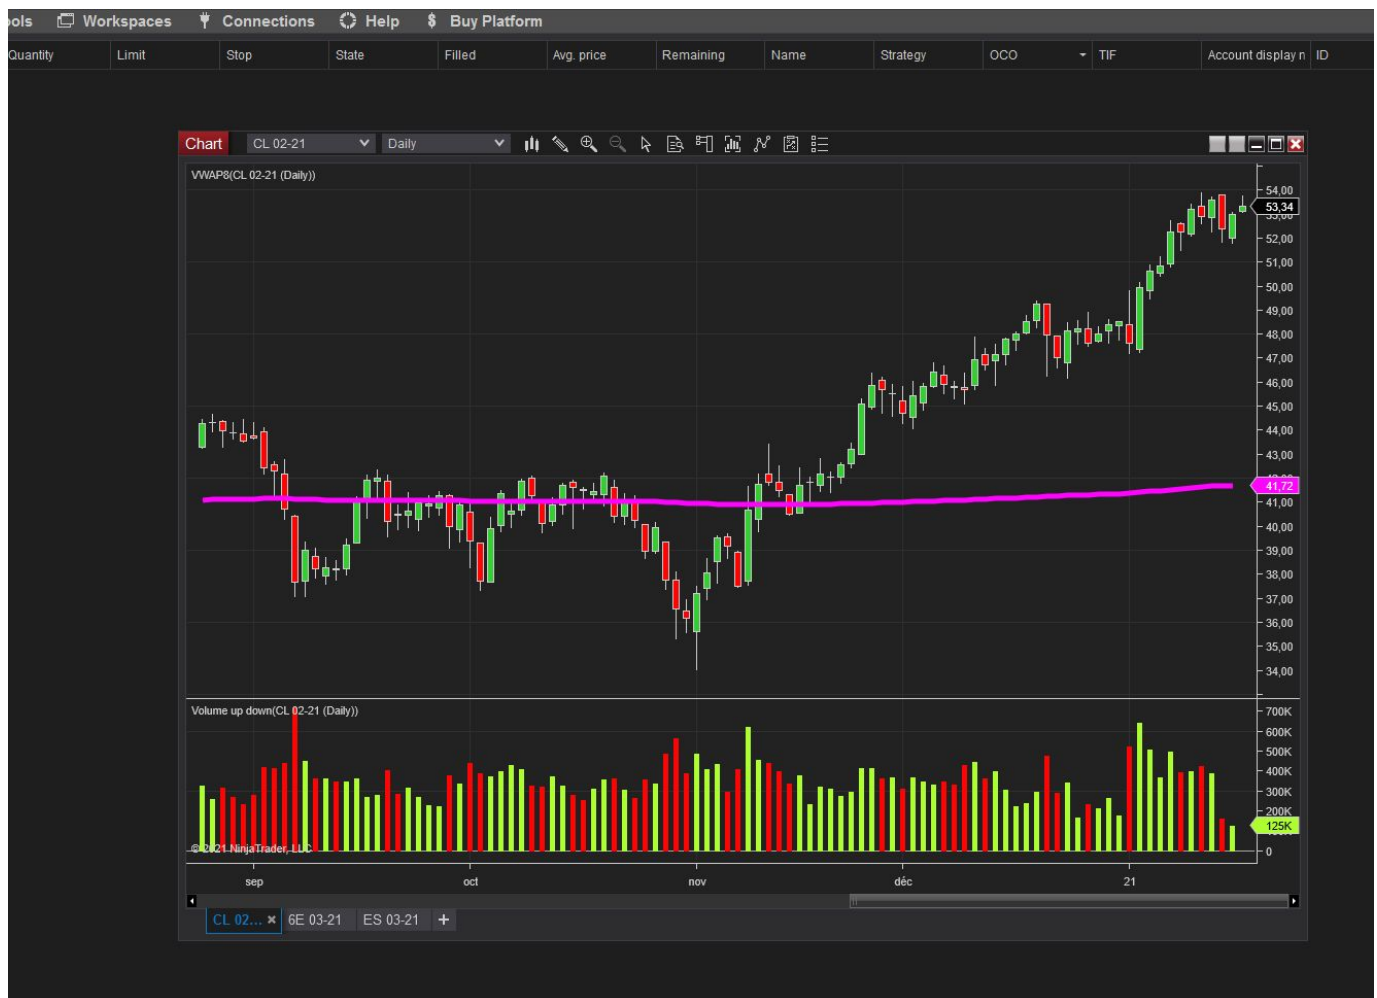 ools Workspaces Connections Help $ Buy Platform
Quantity Limit Stop State Filled Avg. price Remaining Name Strategy OCO TIF Account display n ID
Chart CL 02-21 Daily
VWAP8(CL 02-21 (Daily))
54,00
53,34
52,00
51,00
50,00
49,00
48,00
47,00
46,00
45,00
44,00
43,00
41,72
41,00
40,00
39,00
38,00
37,00
36,00
35,00
34,00
Volume up down(CL 02-21 (Daily))
700K
600K
500K
400K
300K
200K
125K
0
© 2021 NinjaTrader, LLC
sep oct nov déc 21
CL 02... × 6E 03-21 ES 03-21 +